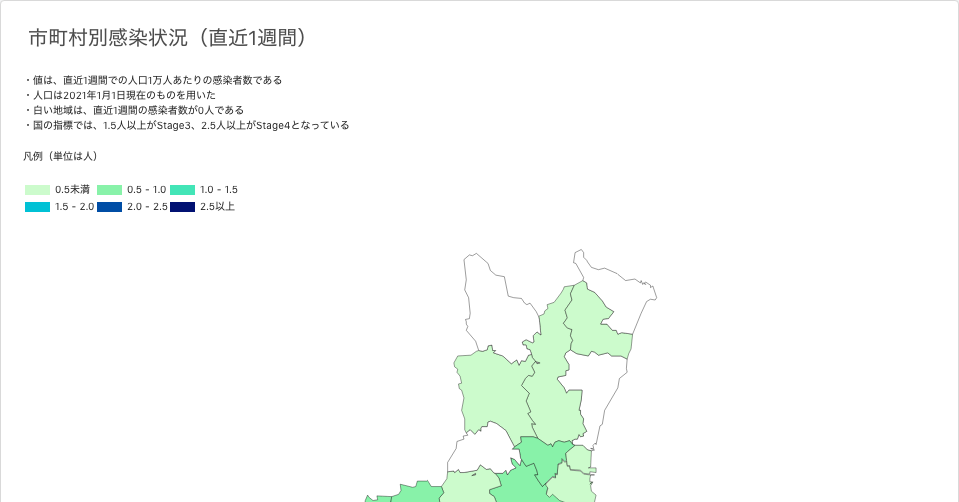 市町村別感染状況（直近1週間）
・値は、直近1週間での人口1万人あたりの感染者数である
・人口は2021年1月1日現在のものを用いた
・白い地域は、直近1週間の感染者数が0人である
・国の指標では、1.5人以上がStage3、2.5人以上がStage4となっている
凡例（単位は人）
0.5未満 0.5 - 1.0 1.0 - 1.5
1.5 - 2.0 2.0 - 2.5 2.5以上